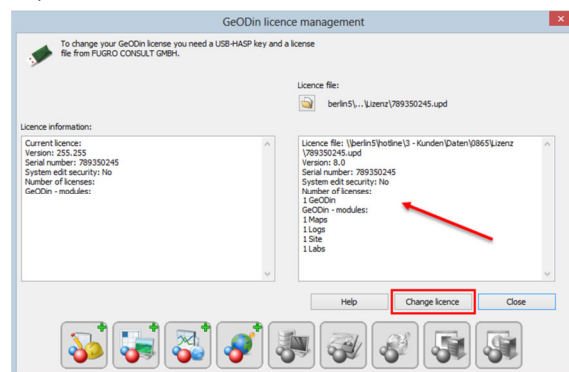 GeODin licence management
To change your GeODin license you need a USB-HASP key and a license
file from FUGRO CONSULT GMBH.
Licence file:
berlin5\...\Lizenz\789350245.upd
Licence information:
Current licence:
Version: 255.255
Serial number: 789350245
System edit security: No
Number of licenses:
GeODin - modules:
Licence file: \\berlin5\hotline\3 - Kunden\Daten\0865\Lizenz
\789350245.upd
Version: 8.0
Serial number: 789350245
System edit security: No
Number of licenses:
1 GeODin
GeODin - modules:
1 Maps
1 Logs
1 Site
1 Labs
Help
Change licence
Close